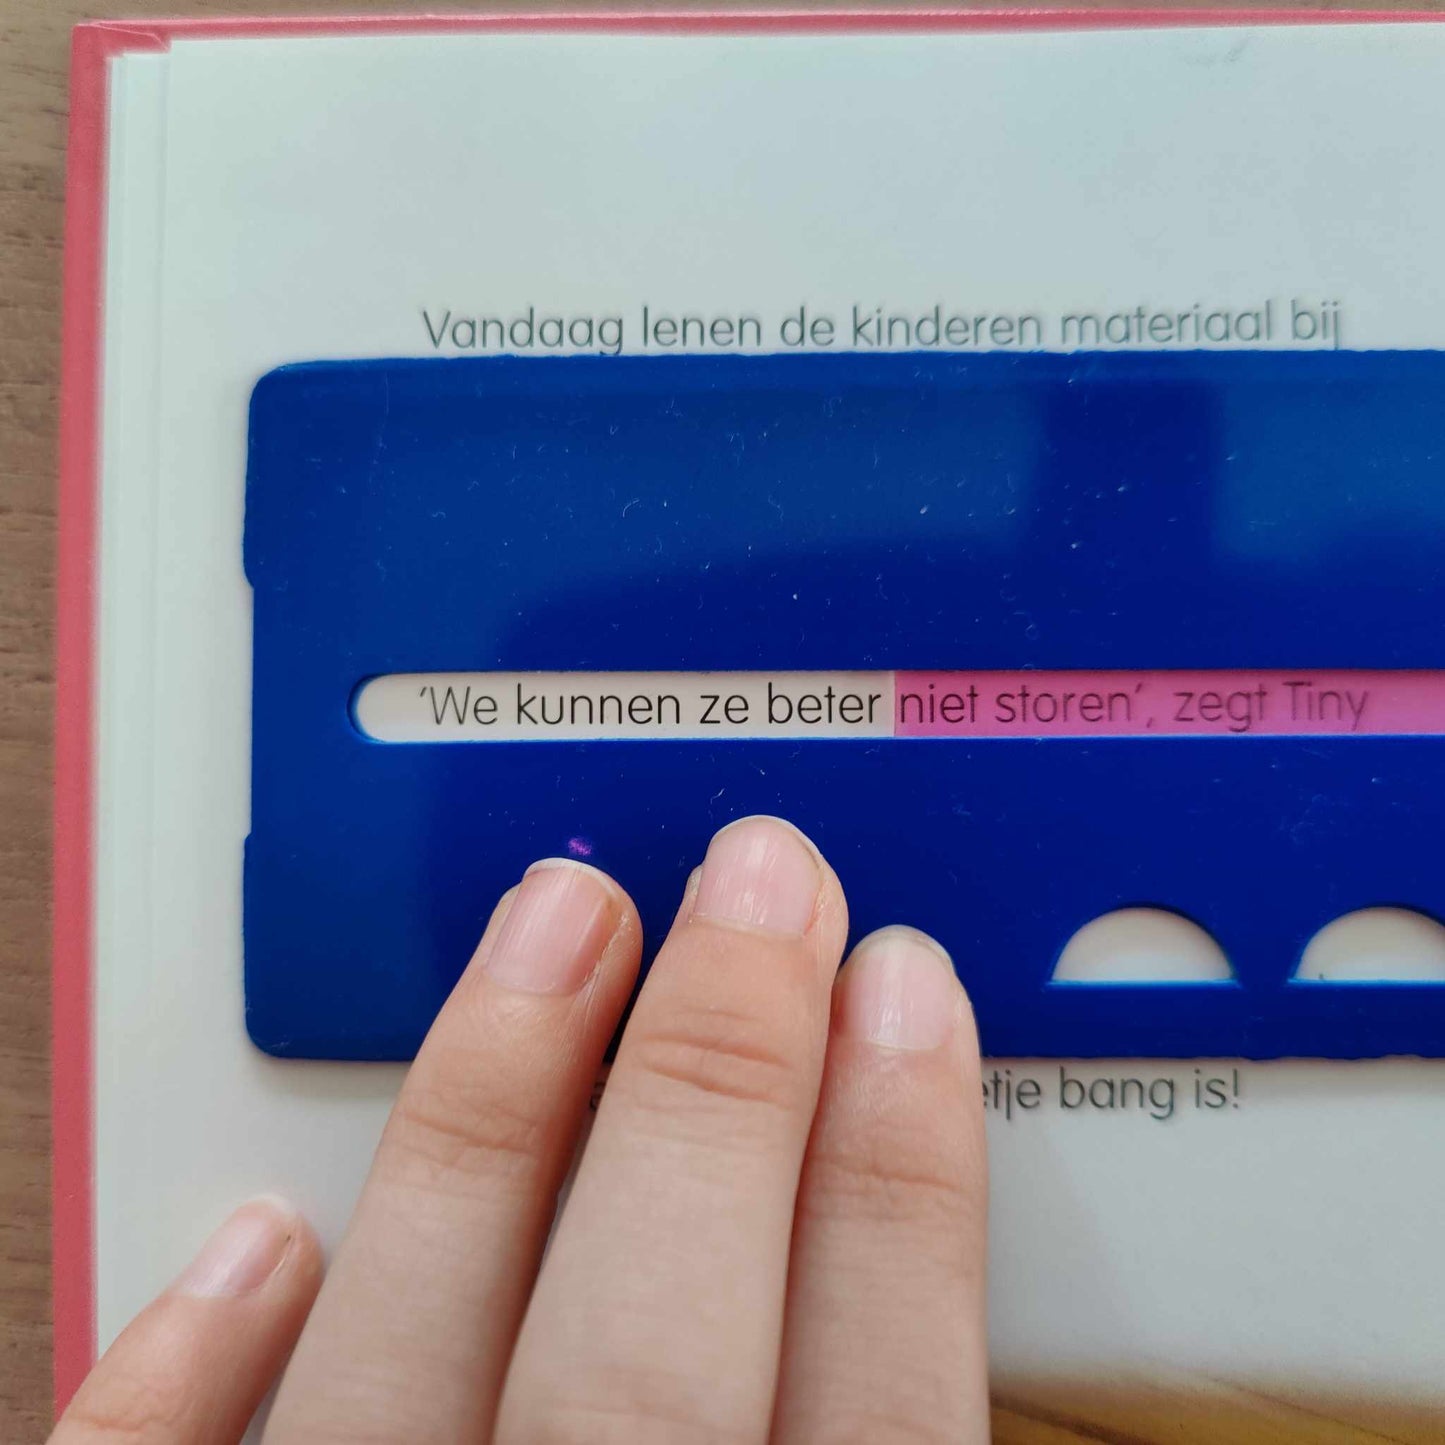 Vandaag lenen de kinderen materiaal bij
‘We kunnen ze beter niet storen’, zegt Tiny
bang is!